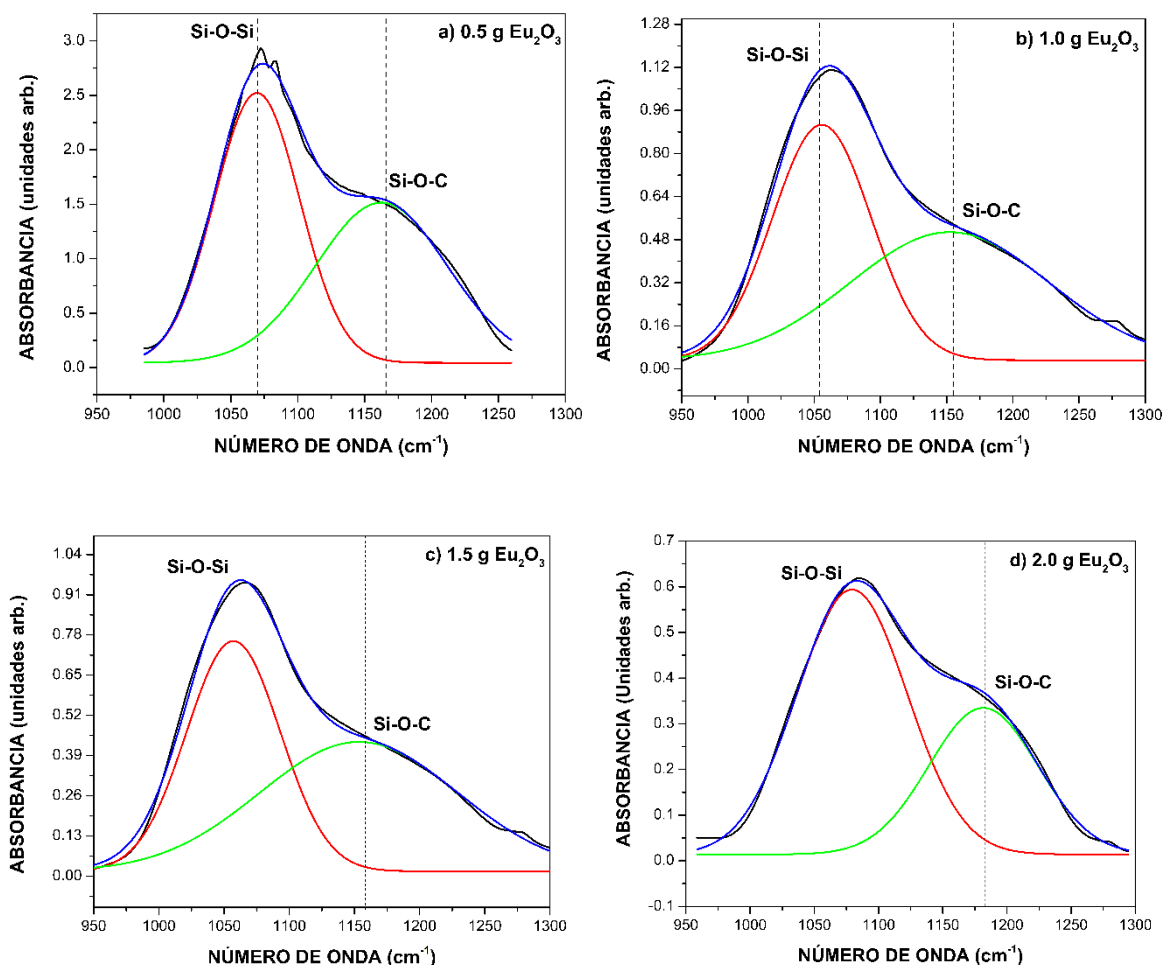 a) 0.5 g Eu₂O₃
Si-O-Si
Si-O-C
ABSORBANCIA (unidades arb.)
3.0
2.5
2.0
1.5
1.0
0.5
0.0
950 1000 1050 1100 1150 1200 1250 1300
NÚMERO DE ONDA (cm⁻¹)
b) 1.0 g Eu₂O₃
Si-O-Si
Si-O-C
ABSORBANCIA (unidades arb.)
1.28
1.12
0.96
0.80
0.64
0.48
0.32
0.16
0.00
950 1000 1050 1100 1150 1200 1250 1300
NÚMERO DE ONDA (cm⁻¹)
c) 1.5 g Eu₂O₃
Si-O-Si
Si-O-C
ABSORBANCIA (unidades arb.)
1.04
0.91
0.78
0.65
0.52
0.39
0.26
0.13
0.00
950 1000 1050 1100 1150 1200 1250 1300
NÚMERO DE ONDA (cm⁻¹)
d) 2.0 g Eu₂O₃
Si-O-Si
Si-O-C
ABSORBANCIA (Unidades arb.)
0.7
0.6
0.5
0.4
0.3
0.2
0.1
0.0
-0.1
950 1000 1050 1100 1150 1200 1250 1300
NÚMERO DE ONDA (cm⁻¹)